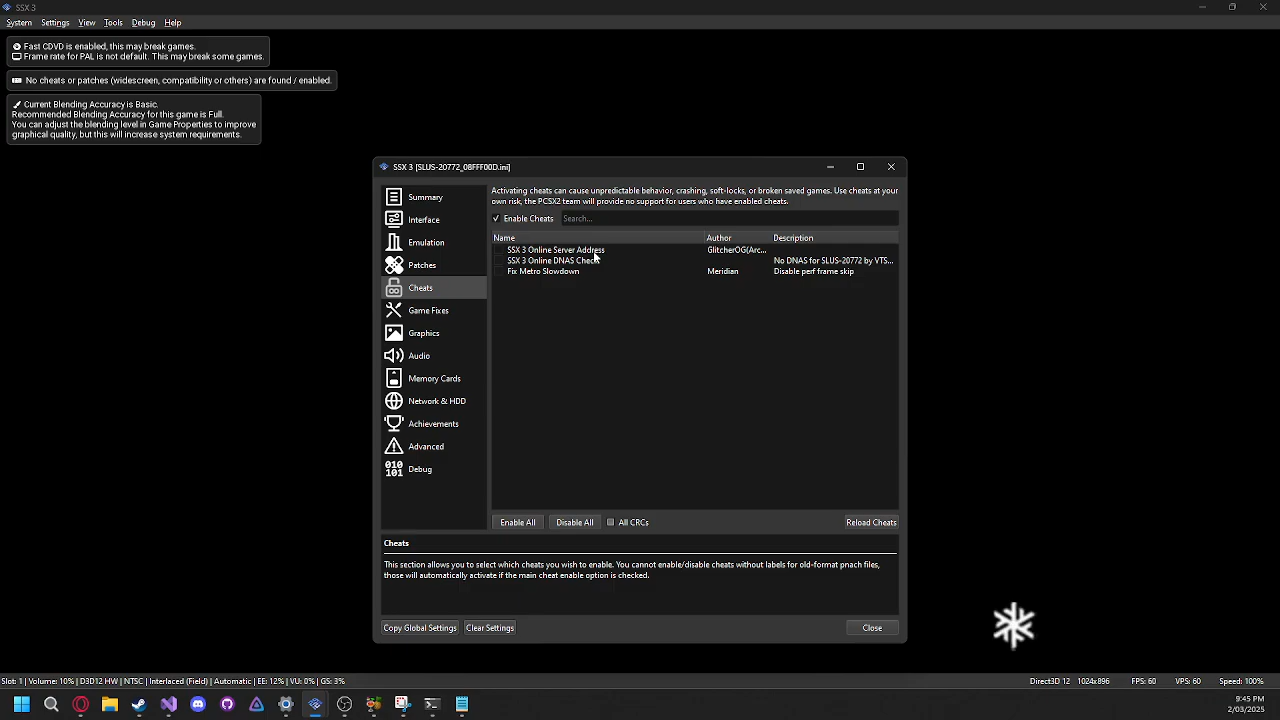 SSX 3
System Settings View Tools Debug Help
Fast CDVD is enabled, this may break games.
Frame rate for PAL is not default. This may break some games.
No cheats or patches (widescreen, compatibility or others) are found / enabled.
Current Blending Accuracy is Basic.
Recommended Blending Accuracy for this game is Full.
You can adjust the blending level in Game Properties to improve
graphical quality, but this will increase system requirements.
SSX 3 [SLUS-20772_08FFF00D.ini]
Summary
Interface
Emulation
Patches
Cheats
Game Fixes
Graphics
Audio
Memory Cards
Network & HDD
Achievements
Advanced
Debug
Activating cheats can cause unpredictable behavior, crashing, soft-locks, or broken saved games. Use cheats at your
own risk, the PCSX2 team will provide no support for users who have enabled cheats.
Enable Cheats Search...
Name Author Description
SSX 3 Online Server Address GlitcherOG(Arc...
SSX 3 Online DNAS Check No DNAS for SLUS-20772 by VTS...
Fix Metro Slowdown Meridian Disable perf frame skip
Enable All Disable All All CRCs Reload Cheats
Cheats
This section allows you to select which cheats you wish to enable. You cannot enable/disable cheats without labels for old-format pnach files,
those will automatically activate if the main cheat enable option is checked.
Copy Global Settings Clear Settings Close
Slot: 1 | Volume: 10% | D3D12 HW | NTSC | Interlaced (Field) | Automatic | EE: 12% | VU: 0% | GS: 3% Direct3D 12 1024x896 FPS: 60 VPS: 60 Speed: 100%
9:45 PM
2/03/2025